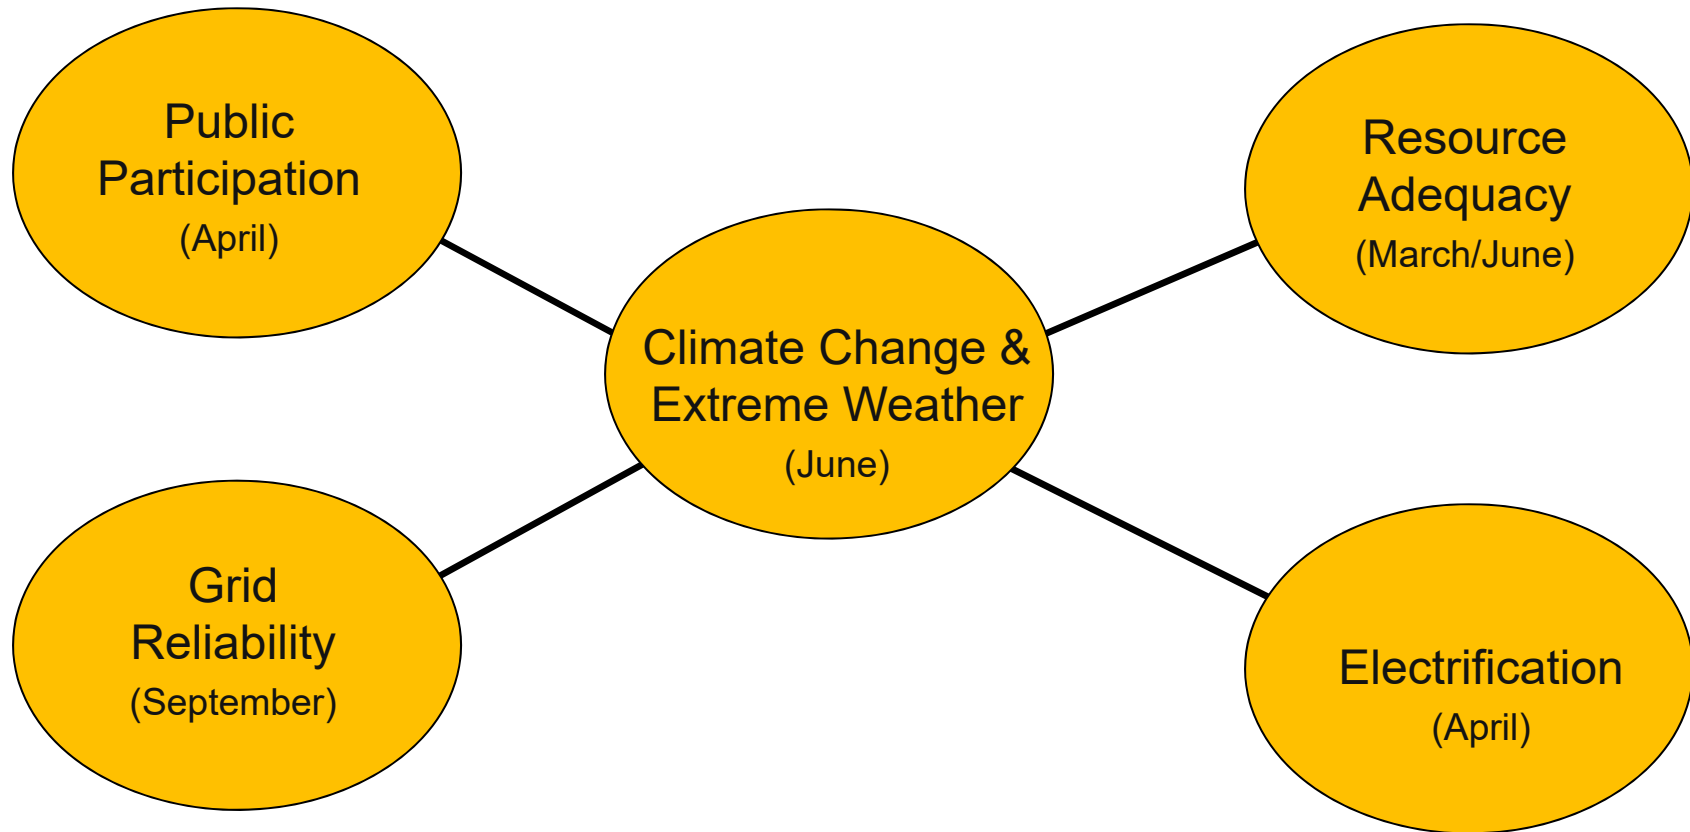 Public
Participation
(April)
Resource
Adequacy
(March/June)
Climate Change &
Extreme Weather
(June)
Grid
Reliability
(September)
Electrification
(April)